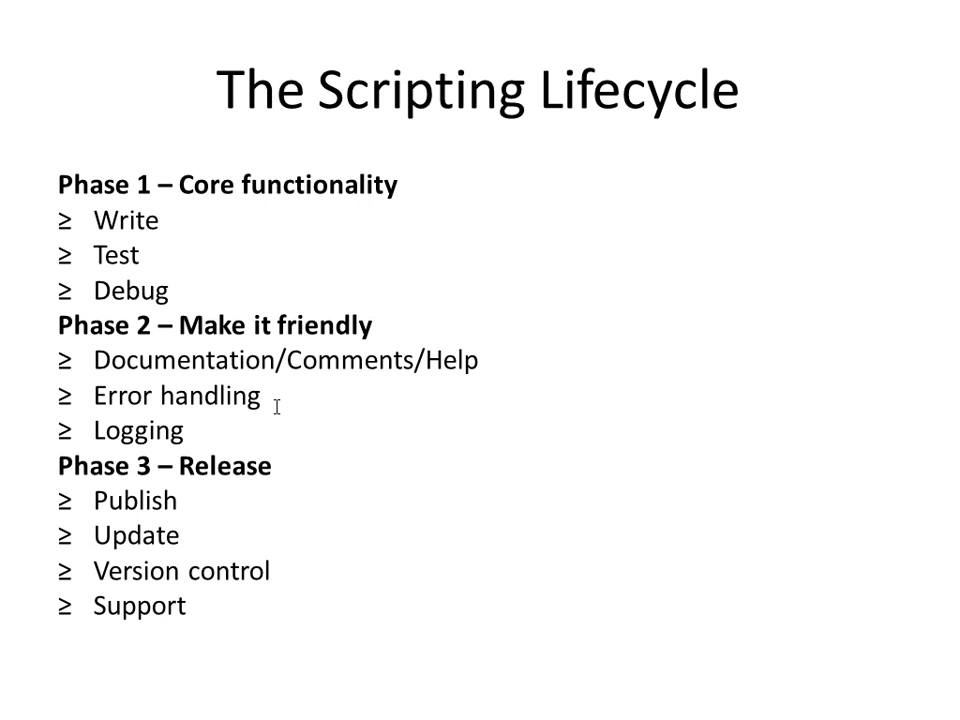 The Scripting Lifecycle
Phase 1 – Core functionality
≥ Write
≥ Test
≥ Debug
Phase 2 – Make it friendly
≥ Documentation/Comments/Help
≥ Error handling
≥ Logging
Phase 3 – Release
≥ Publish
≥ Update
≥ Version control
≥ Support